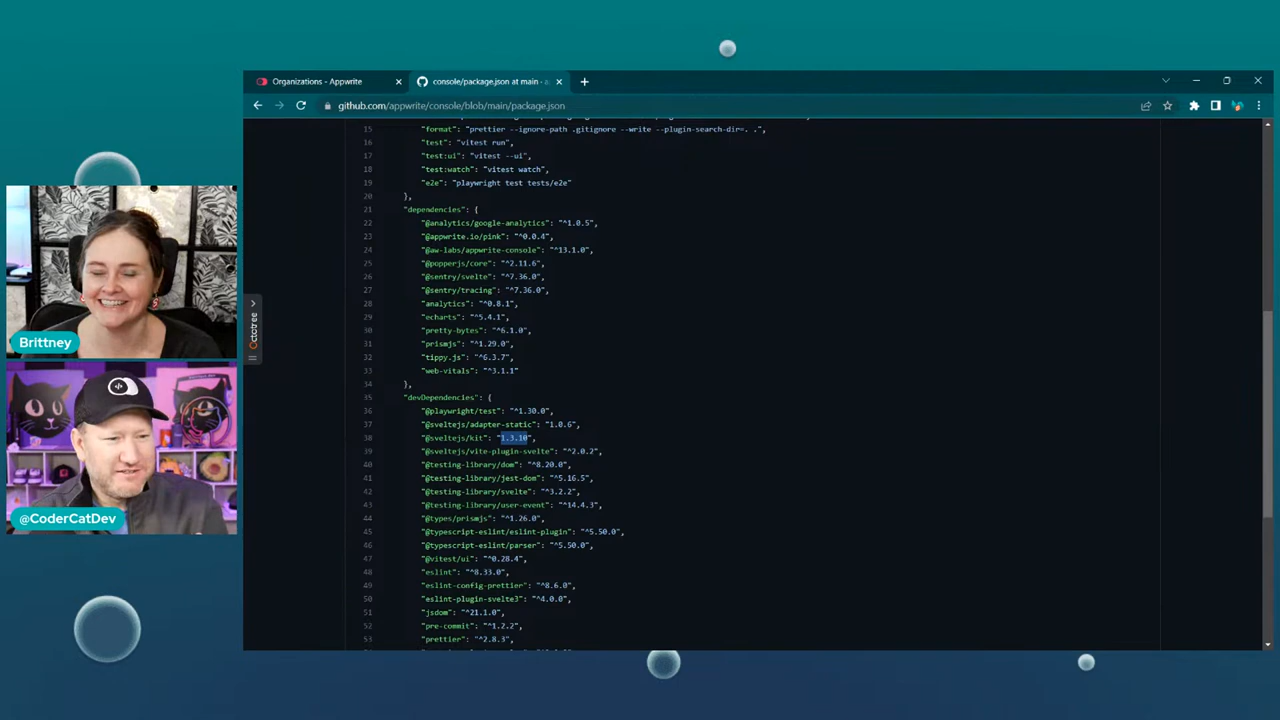 Organizations - Appwrite
console/package.json at main
github.com/appwrite/console/blob/main/package.json
15 "format": "prettier --ignore-path .gitignore --write --plugin-search-dir=. .",
16 "test": "vitest run",
17 "test:ui": "vitest --ui",
18 "test:watch": "vitest watch",
19 "e2e": "playwright test tests/e2e"
20 },
21 "dependencies": {
22 "@analytics/google-analytics": "^1.0.5",
23 "@appwrite.io/pink": "^0.0.4",
24 "@aw-labs/appwrite-console": "^13.1.0",
25 "@popperjs/core": "^2.11.6",
26 "@sentry/svelte": "^7.36.0",
27 "@sentry/tracing": "^7.36.0",
28 "analytics": "^0.8.1",
29 "echarts": "^5.4.1",
30 "pretty-bytes": "^6.1.0",
31 "prismjs": "^1.29.0",
32 "tippy.js": "^6.3.7",
33 "web-vitals": "^3.1.1"
34 },
35 "devDependencies": {
36 "@playwright/test": "^1.30.0",
37 "@sveltejs/adapter-static": "1.0.6",
38 "@sveltejs/kit": "1.3.10",
39 "@sveltejs/vite-plugin-svelte": "^2.0.2",
40 "@testing-library/dom": "^8.20.0",
41 "@testing-library/jest-dom": "^5.16.5",
42 "@testing-library/svelte": "^3.2.2",
43 "@testing-library/user-event": "^14.4.3",
44 "@types/prismjs": "^1.26.0",
45 "@typescript-eslint/eslint-plugin": "^5.50.0",
46 "@typescript-eslint/parser": "^5.50.0",
47 "@vitest/ui": "^0.28.4",
48 "eslint": "^8.33.0",
49 "eslint-config-prettier": "^8.6.0",
50 "eslint-plugin-svelte3": "^4.0.0",
51 "jsdom": "^21.1.0",
52 "pre-commit": "^1.2.2",
53 "prettier": "^2.8.3",
Octotree
Brittney
@CoderCatDev